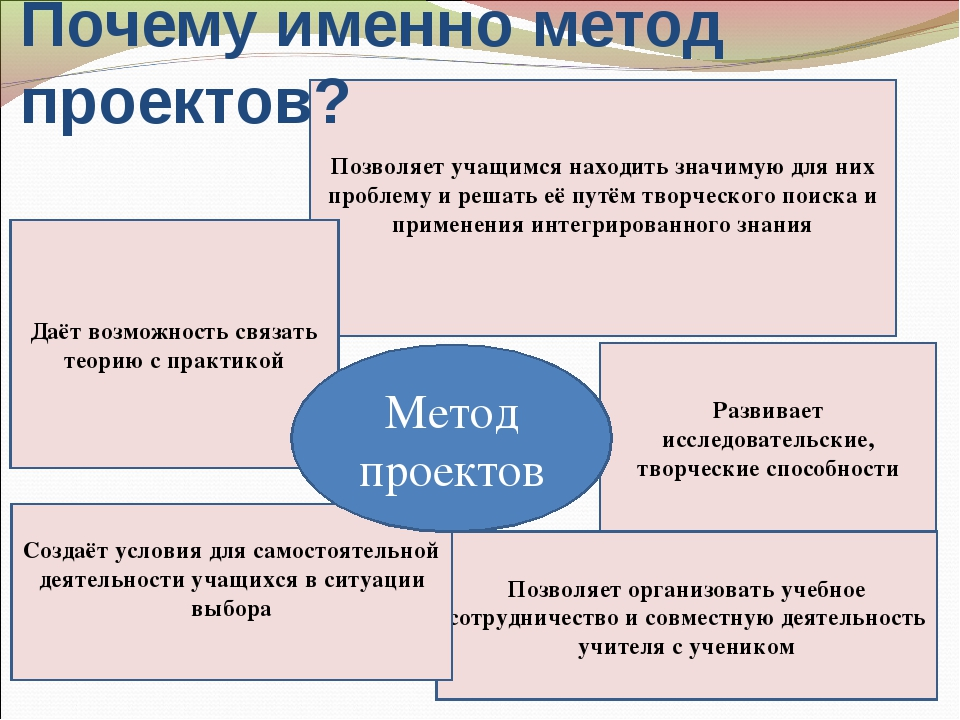 Почему именно метод
проектов?
Позволяет учащимся находить значимую для них
проблему и решать её путём творческого поиска и
применения интегрированного знания
Даёт возможность связать
теорию с практикой
Метод
проектов
Развивает
исследовательские,
творческие способности
Создаёт условия для самостоятельной
деятельности учащихся в ситуации
выбора
Позволяет организовать учебное
сотрудничество и совместную деятельность
учителя с учеником